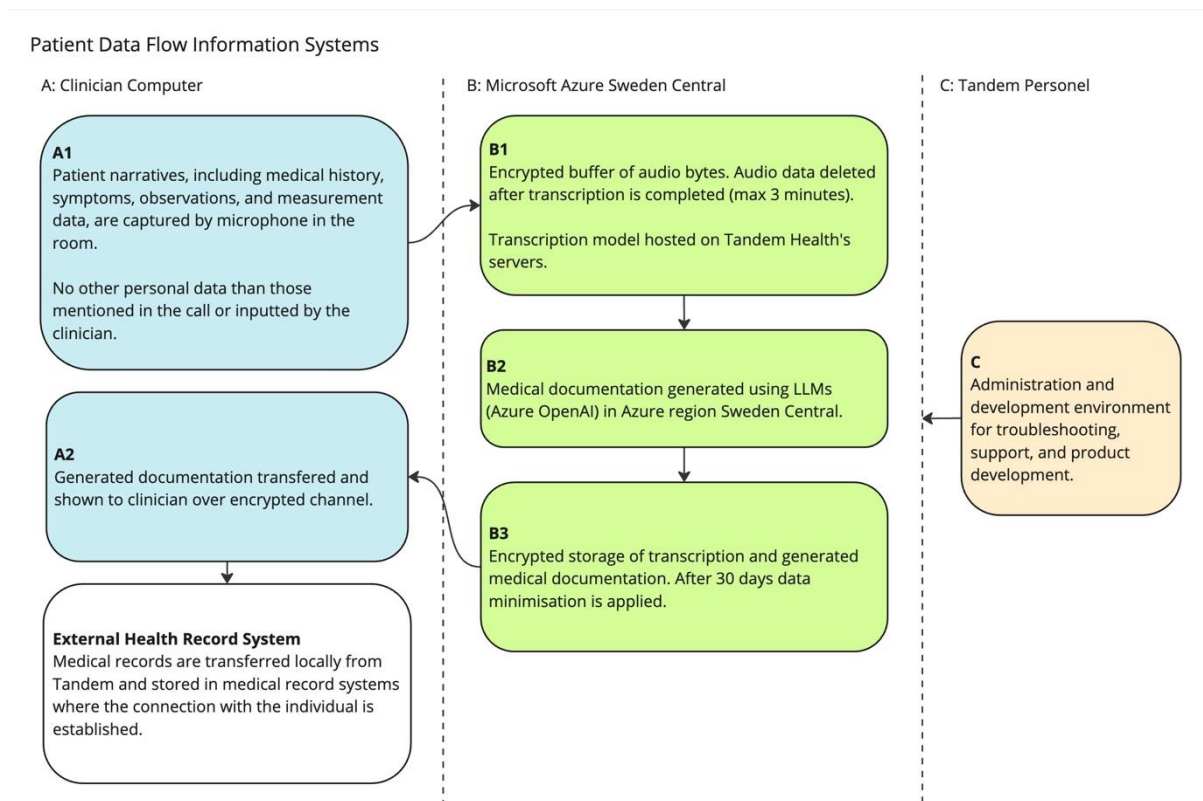 Patient Data Flow Information Systems
A: Clinician Computer
B: Microsoft Azure Sweden Central
C: Tandem Personel
A1
Patient narratives, including medical history,
symptoms, observations, and measurement
data, are captured by microphone in the
room.
No other personal data than those
mentioned in the call or inputted by the
clinician.
A2
Generated documentation transfered and
shown to clinician over encrypted channel.
External Health Record System
Medical records are transferred locally from
Tandem and stored in medical record systems
where the connection with the individual is
established.
B1
Encrypted buffer of audio bytes. Audio data deleted
after transcription is completed (max 3 minutes).
Transcription model hosted on Tandem Health's
servers.
B2
Medical documentation generated using LLMs
(Azure OpenAI) in Azure region Sweden Central.
B3
Encrypted storage of transcription and generated
medical documentation. After 30 days data
minimisation is applied.
C
Administration and
development environment
for troubleshooting,
support, and product
development.